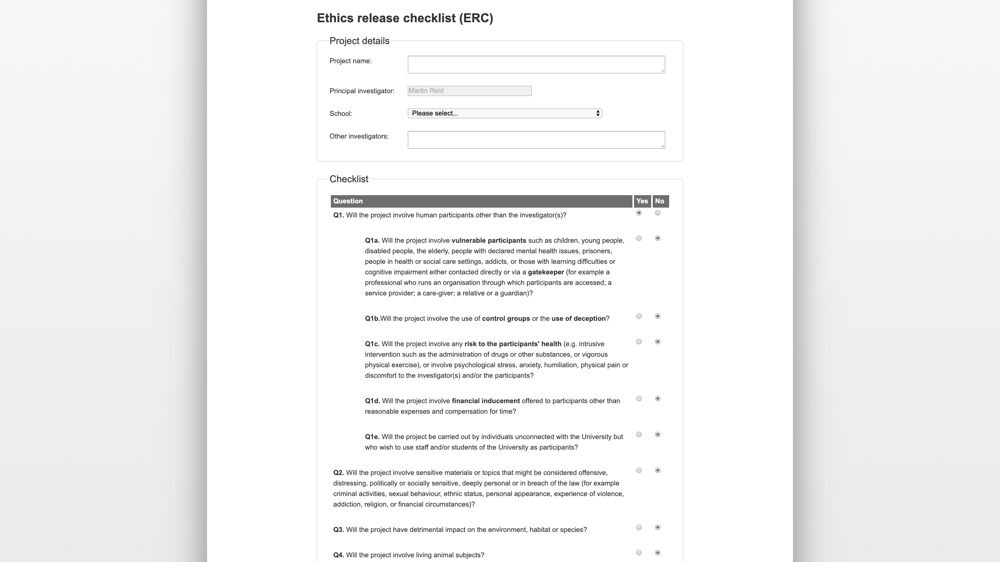 Ethics release checklist (ERC)
Project details
Project name:
Principal investigator: Martin Reid
School: Please select...
Other investigators:
Checklist
Question Yes No
Q1. Will the project involve human participants other than the investigator(s)?
Q1a. Will the project involve vulnerable participants such as children, young people,
disabled people, the elderly, people with declared mental health issues, prisoners,
people in health or social care settings, addicts, or those with learning difficulties or
cognitive impairment either contacted directly or via a gatekeeper (for example a
professional who runs an organisation through which participants are accessed; a
service provider; a care-giver; a relative or a guardian)?
Q1b.Will the project involve the use of control groups or the use of deception?
Q1c. Will the project involve any risk to the participants' health (e.g. intrusive
intervention such as the administration of drugs or other substances, or vigorous
physical exercise), or involve psychological stress, anxiety, humiliation, physical pain or
discomfort to the investigator(s) and/or the participants?
Q1d. Will the project involve financial inducement offered to participants other than
reasonable expenses and compensation for time?
Q1e. Will the project be carried out by individuals unconnected with the University but
who wish to use staff and/or students of the University as participants?
Q2. Will the project involve sensitive materials or topics that might be considered offensive,
distressing, politically or socially sensitive, deeply personal or in breach of the law (for example
criminal activities, sexual behaviour, ethnic status, personal appearance, experience of violence,
addiction, religion, or financial circumstances)?
Q3. Will the project have detrimental impact on the environment, habitat or species?
Q4. Will the project involve living animal subjects?